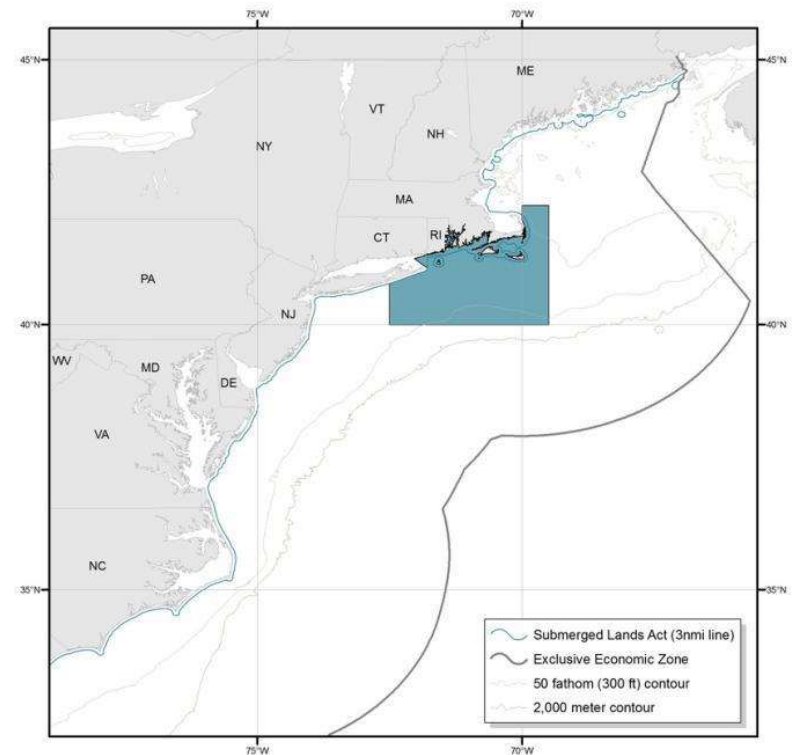 75°W 70°W
45°N 45°N
ME
VT
NH
NY
MA
CT RI
PA
NJ
40°N 40°N
WV MD
DE
VA
NC
35°N 35°N
Submerged Lands Act (3nmi line)
Exclusive Economic Zone
50 fathom (300 ft) contour
2,000 meter contour
75°W 70°W